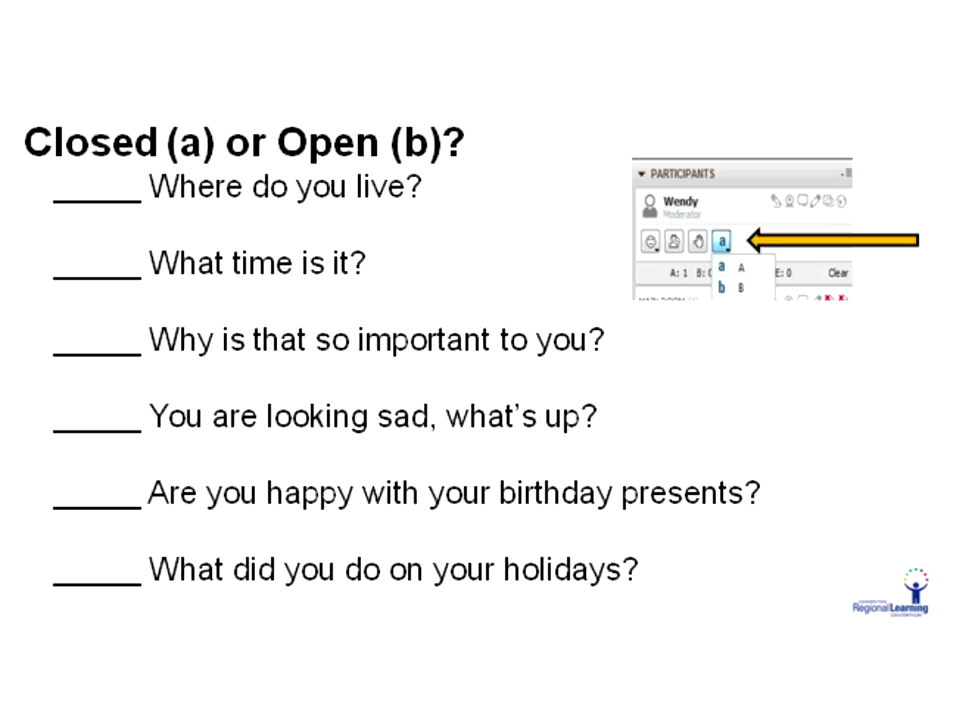 Closed (a) or Open (b)?
_____ Where do you live?
_____ What time is it?
_____ Why is that so important to you?
_____ You are looking sad, what's up?
_____ Are you happy with your birthday presents?
_____ What did you do on your holidays?
PARTICIPANTS
Wendy
Moderator
a
A: 1 B: E: 0 Clear
a A
b B
Regional Learning